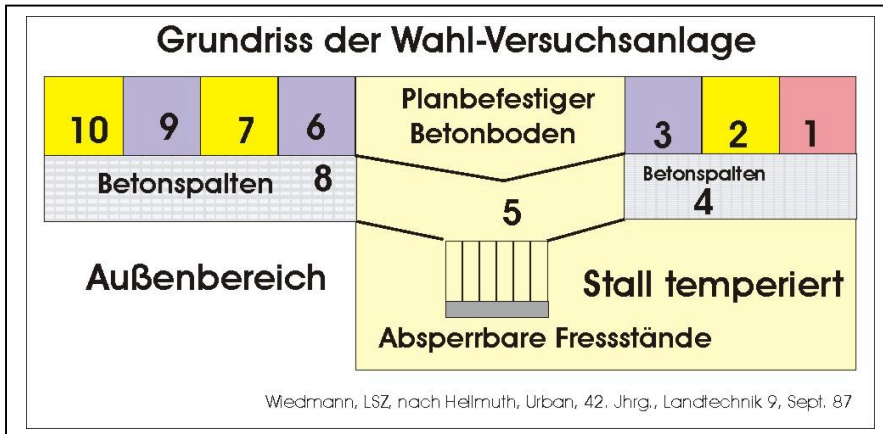 Grundriss der Wahl-Versuchsanlage
10 9 7 6
Planbefestiger
Betonboden
3 2 1
Betonspalten 8
Betonspalten
4
5
Außenbereich
Stall temperiert
Absperrbare Fressstände
Wiedmann, LSZ, nach Hellmuth, Urban, 42. Jhrg., Landtechnik 9, Sept. 87